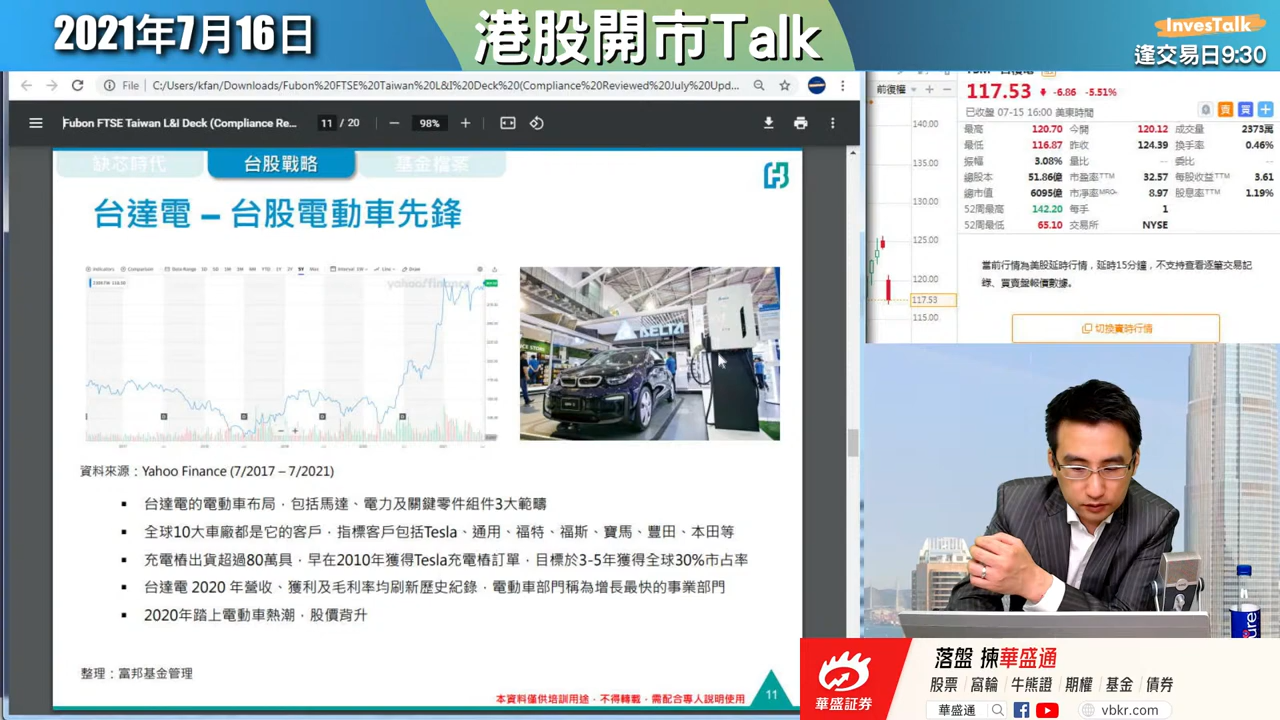 2021年7月16日
港股開市Talk
InvesTalk
逢交易日9:30
File C:/Users/kfan/Downloads/Fubon%20FTSE%20Taiwan%20L&I%20Deck%20(Compliance%20Reviewed%20July%20Upd...
Fubon FTSE Taiwan L&I Deck (Compliance Re...
11 / 20
98%
缺芯時代
台股戰略
基金檔案
台達電 – 台股電動車先鋒
Indicators Comparison Date Range 1D 5D 1M 3M 6M YTD 1Y 2Y 5Y Max Interval 1W Line Draw
yahoo/finance
DELTA
資料來源：Yahoo Finance (7/2017 – 7/2021)
台達電的電動車布局，包括馬達、電力及關鍵零件組件3大範疇
全球10大車廠都是它的客戶，指標客戶包括Tesla、通用、福特、福斯、寶馬、豐田、本田等
充電樁出貨超過80萬具，早在2010年獲得Tesla充電樁訂單，目標於3-5年獲得全球30%市占率
台達電 2020 年營收、獲利及毛利率均刷新歷史紀錄，電動車部門稱為增長最快的事業部門
2020年踏上電動車熱潮，股價背升
整理：富邦基金管理
本資料僅供培訓用途，不得轉載，需配合專人說明使用
11
前復權
140.00
135.00
130.00
125.00
120.00
117.53
115.00
117.53 -6.86 -5.51%
已收盤 07-15 16:00 美東時間
賣
最高 120.70 今開 120.12 成交量 2373萬
最低 116.87 昨收 124.39 換手率 0.46%
振幅 3.08% 量比 -- 委比 --
總股本 51.86億 市盈率TTM 32.57 每股收益TTM 3.61
總市值 6095億 市淨率MRQ 8.97 股息率TTM 1.19%
52周最高 142.20 每手 1
52周最低 65.10 交易所 NYSE
當前行情為美股延時行情，延時15分鐘，不支持查看逐筆交易記
錄、買賣盤報價數據。
切換實時行情
華盛証券
落盤 揀華盛通
股票 窩輪 牛熊證 期權 基金 債券
華盛通
vbkr.com